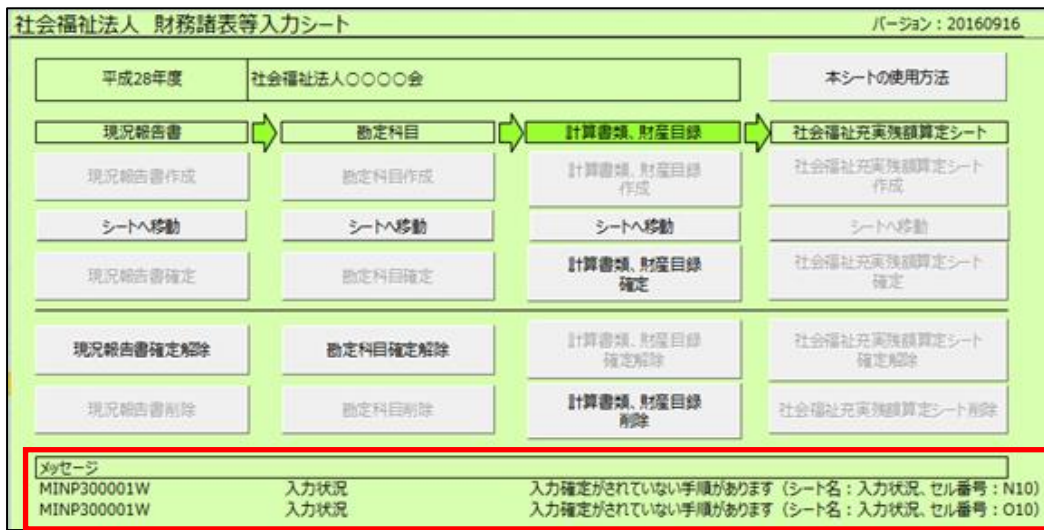 社会福祉法人 財務諸表等入力シート
バージョン：20160916
平成28年度
社会福祉法人○○○○会
本シートの使用方法
現況報告書
勘定科目
計算書類、財産目録
社会福祉充実残額算定シート
現況報告書作成
勘定科目作成
計算書類、財産目録
作成
社会福祉充実残額算定シート
作成
シートへ移動
シートへ移動
シートへ移動
シートへ移動
現況報告書確定
勘定科目確定
計算書類、財産目録
確定
社会福祉充実残額算定シート
確定
現況報告書確定解除
勘定科目確定解除
計算書類、財産目録
確定解除
社会福祉充実残額算定シート
確定解除
現況報告書削除
勘定科目削除
計算書類、財産目録
削除
社会福祉充実残額算定シート削除
メッセージ
MINP300001W 入力状況 入力確定がされていない手順があります（シート名：入力状況、セル番号：N10）
MINP300001W 入力状況 入力確定がされていない手順があります（シート名：入力状況、セル番号：O10）